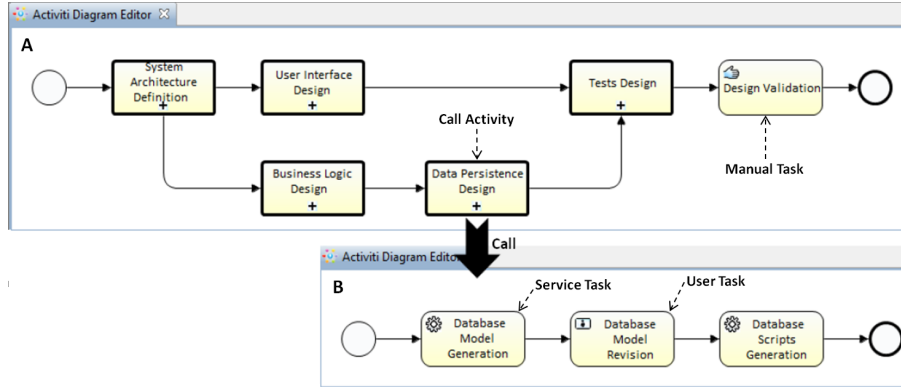 Activiti Diagram Editor
A
System
Architecture
Definition
User Interface
Design
Tests Design
Design Validation
Call Activity
Manual Task
Business Logic
Design
Data Persistence
Design
Call
Activiti Diagram Editor
B
Service Task
User Task
Database
Model
Generation
Database
Model
Revision
Database
Scripts
Generation